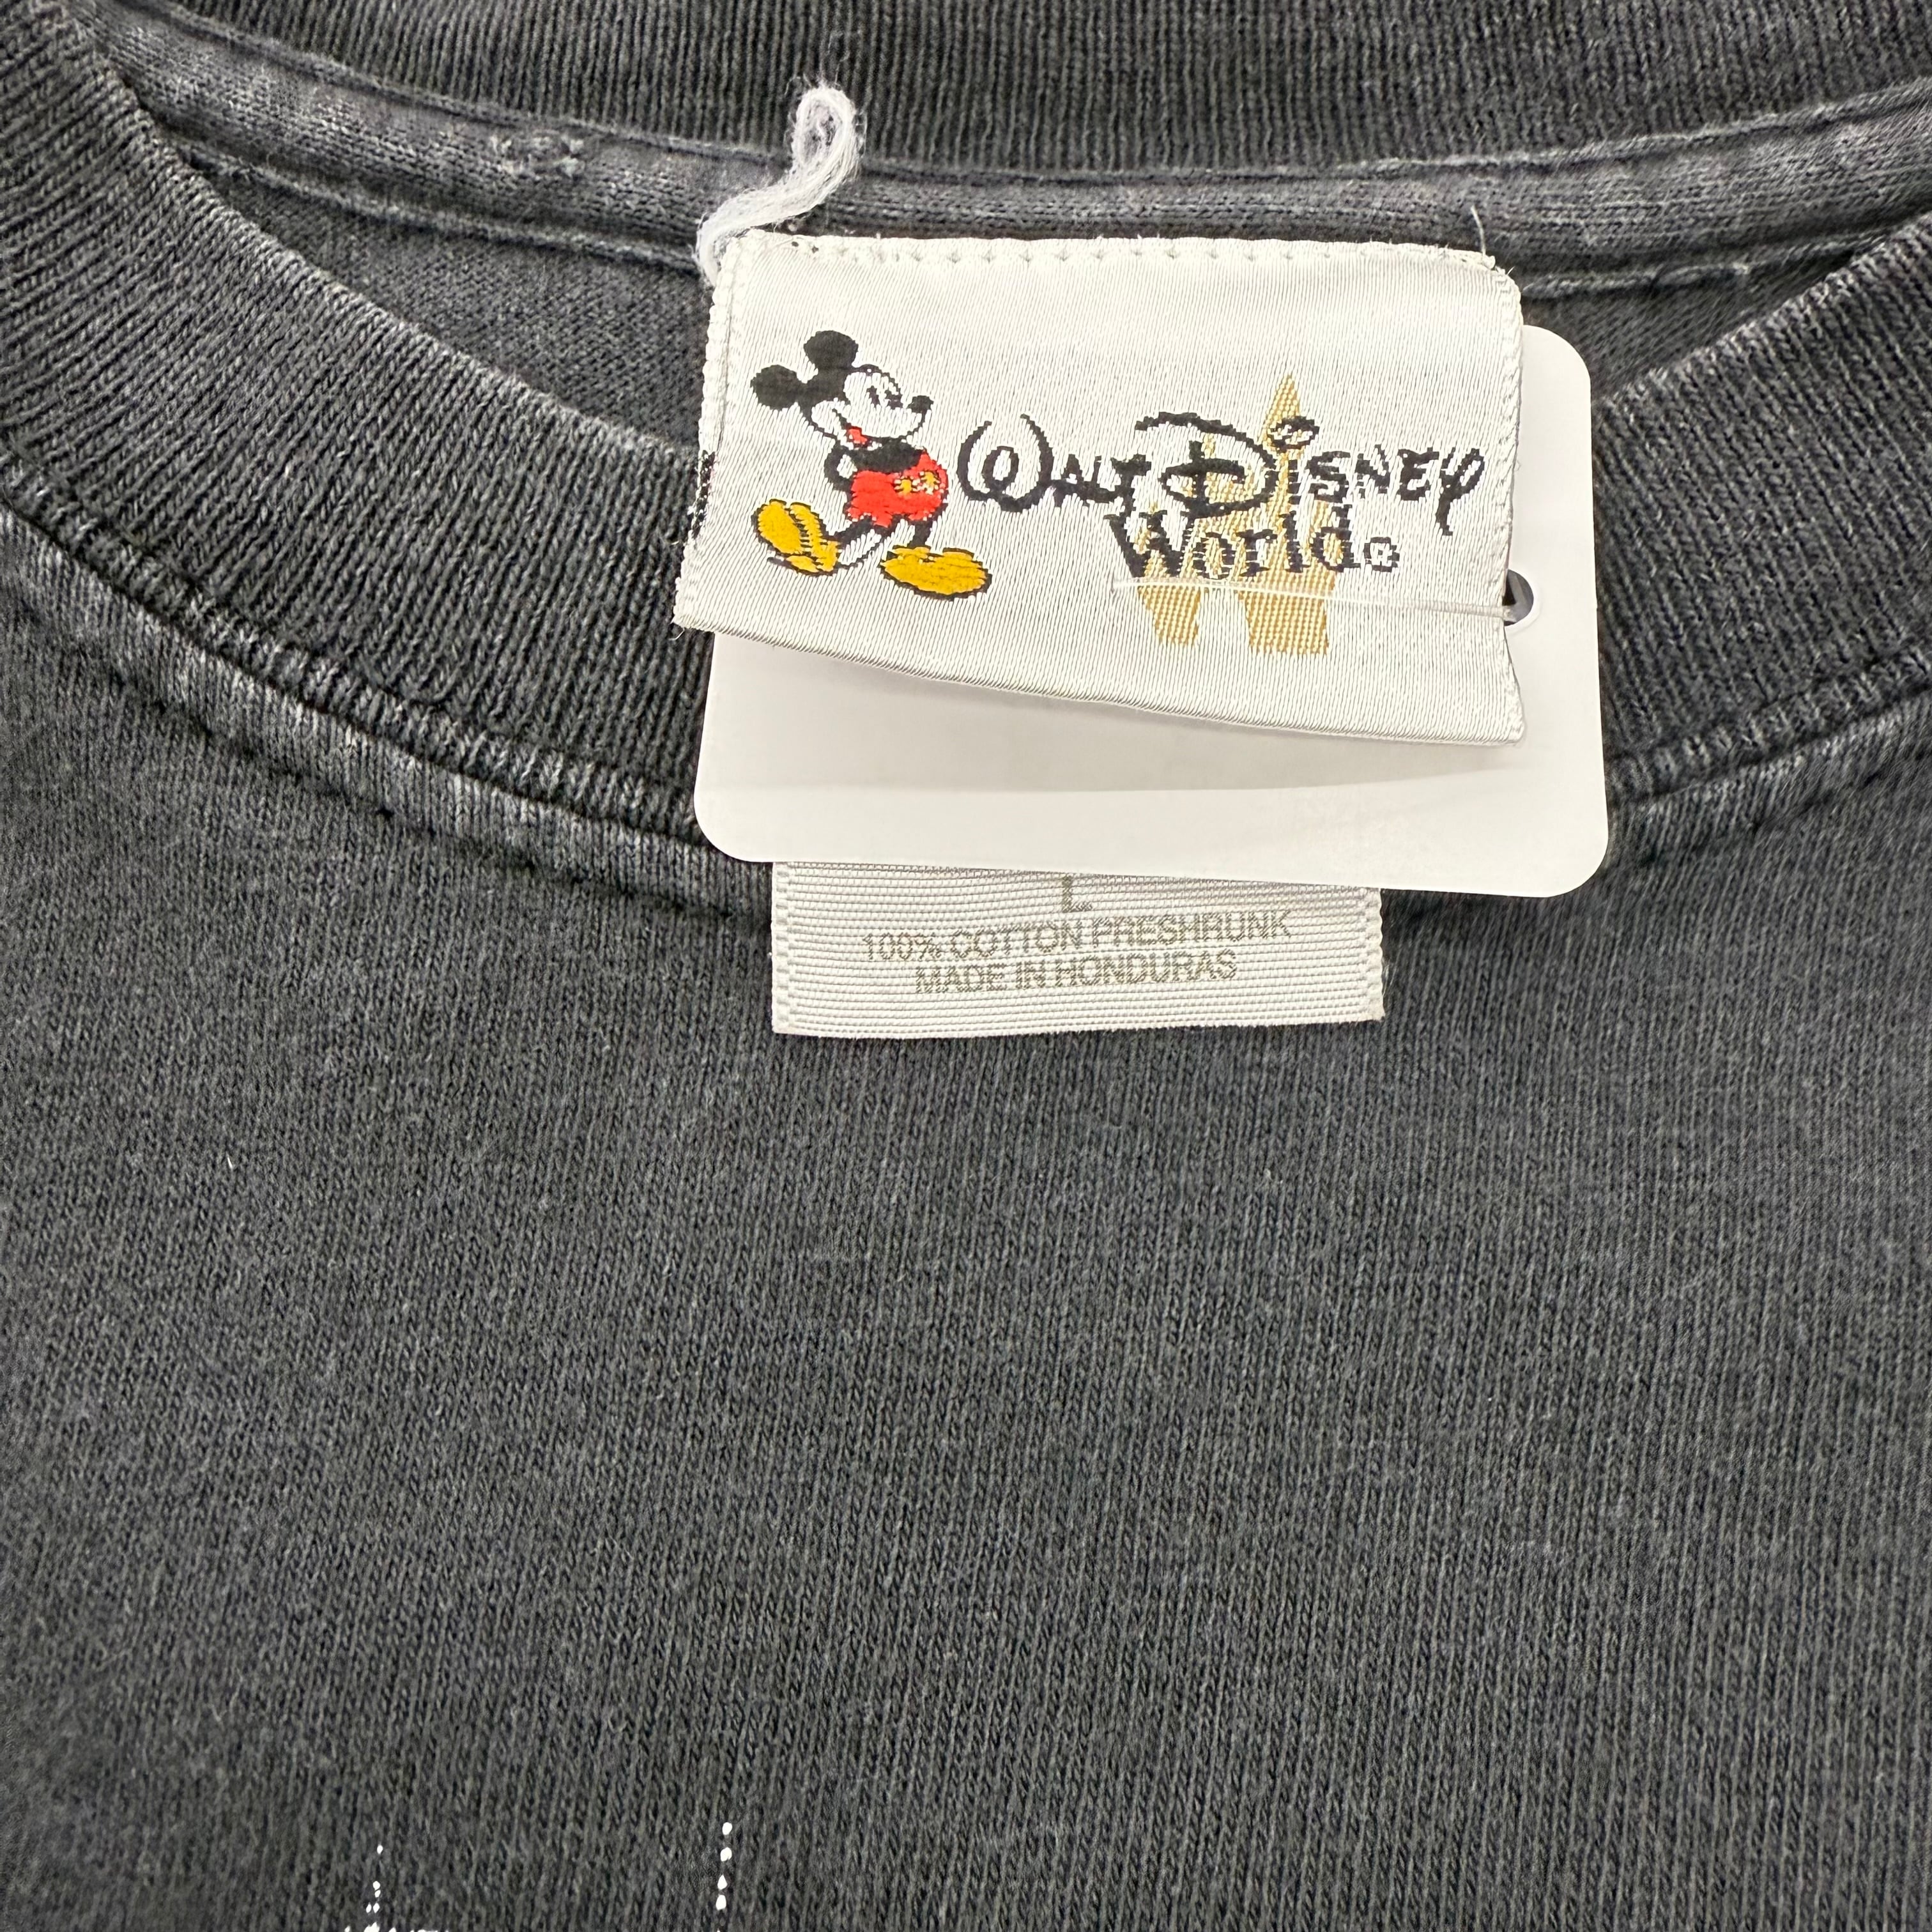 WALT DISNEY
World®
L
100% COTTON PRESHRUNK
MADE IN HONDURAS